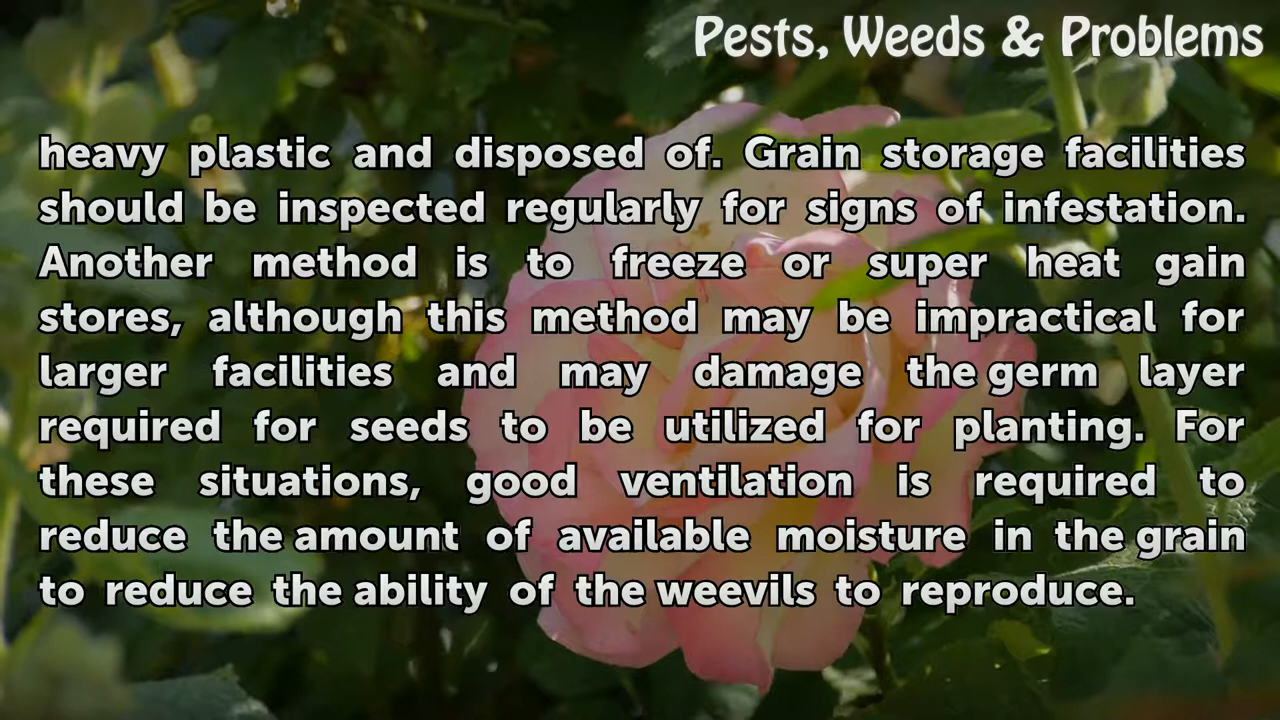 Pests, Weeds & Problems
heavy plastic and disposed of. Grain storage facilities
should be inspected regularly for signs of infestation.
Another method is to freeze or super heat gain
stores, although this method may be impractical for
larger facilities and may damage the germ layer
required for seeds to be utilized for planting. For
these situations, good ventilation is required to
reduce the amount of available moisture in the grain
to reduce the ability of the weevils to reproduce.